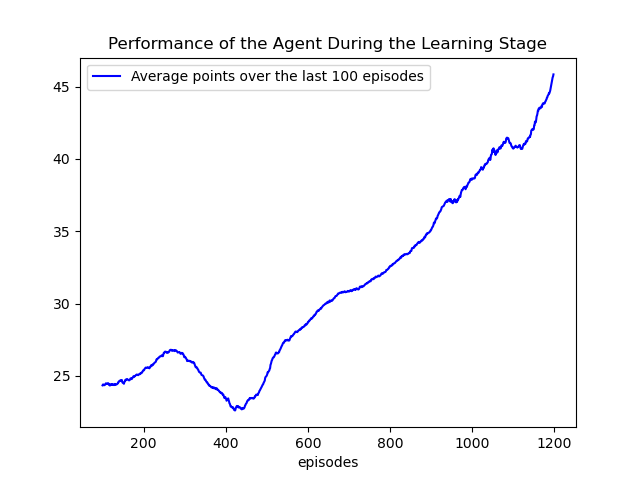 Performance of the Agent During the Learning Stage
Average points over the last 100 episodes
45
40
35
30
25
200 400 600 800 1000 1200
episodes